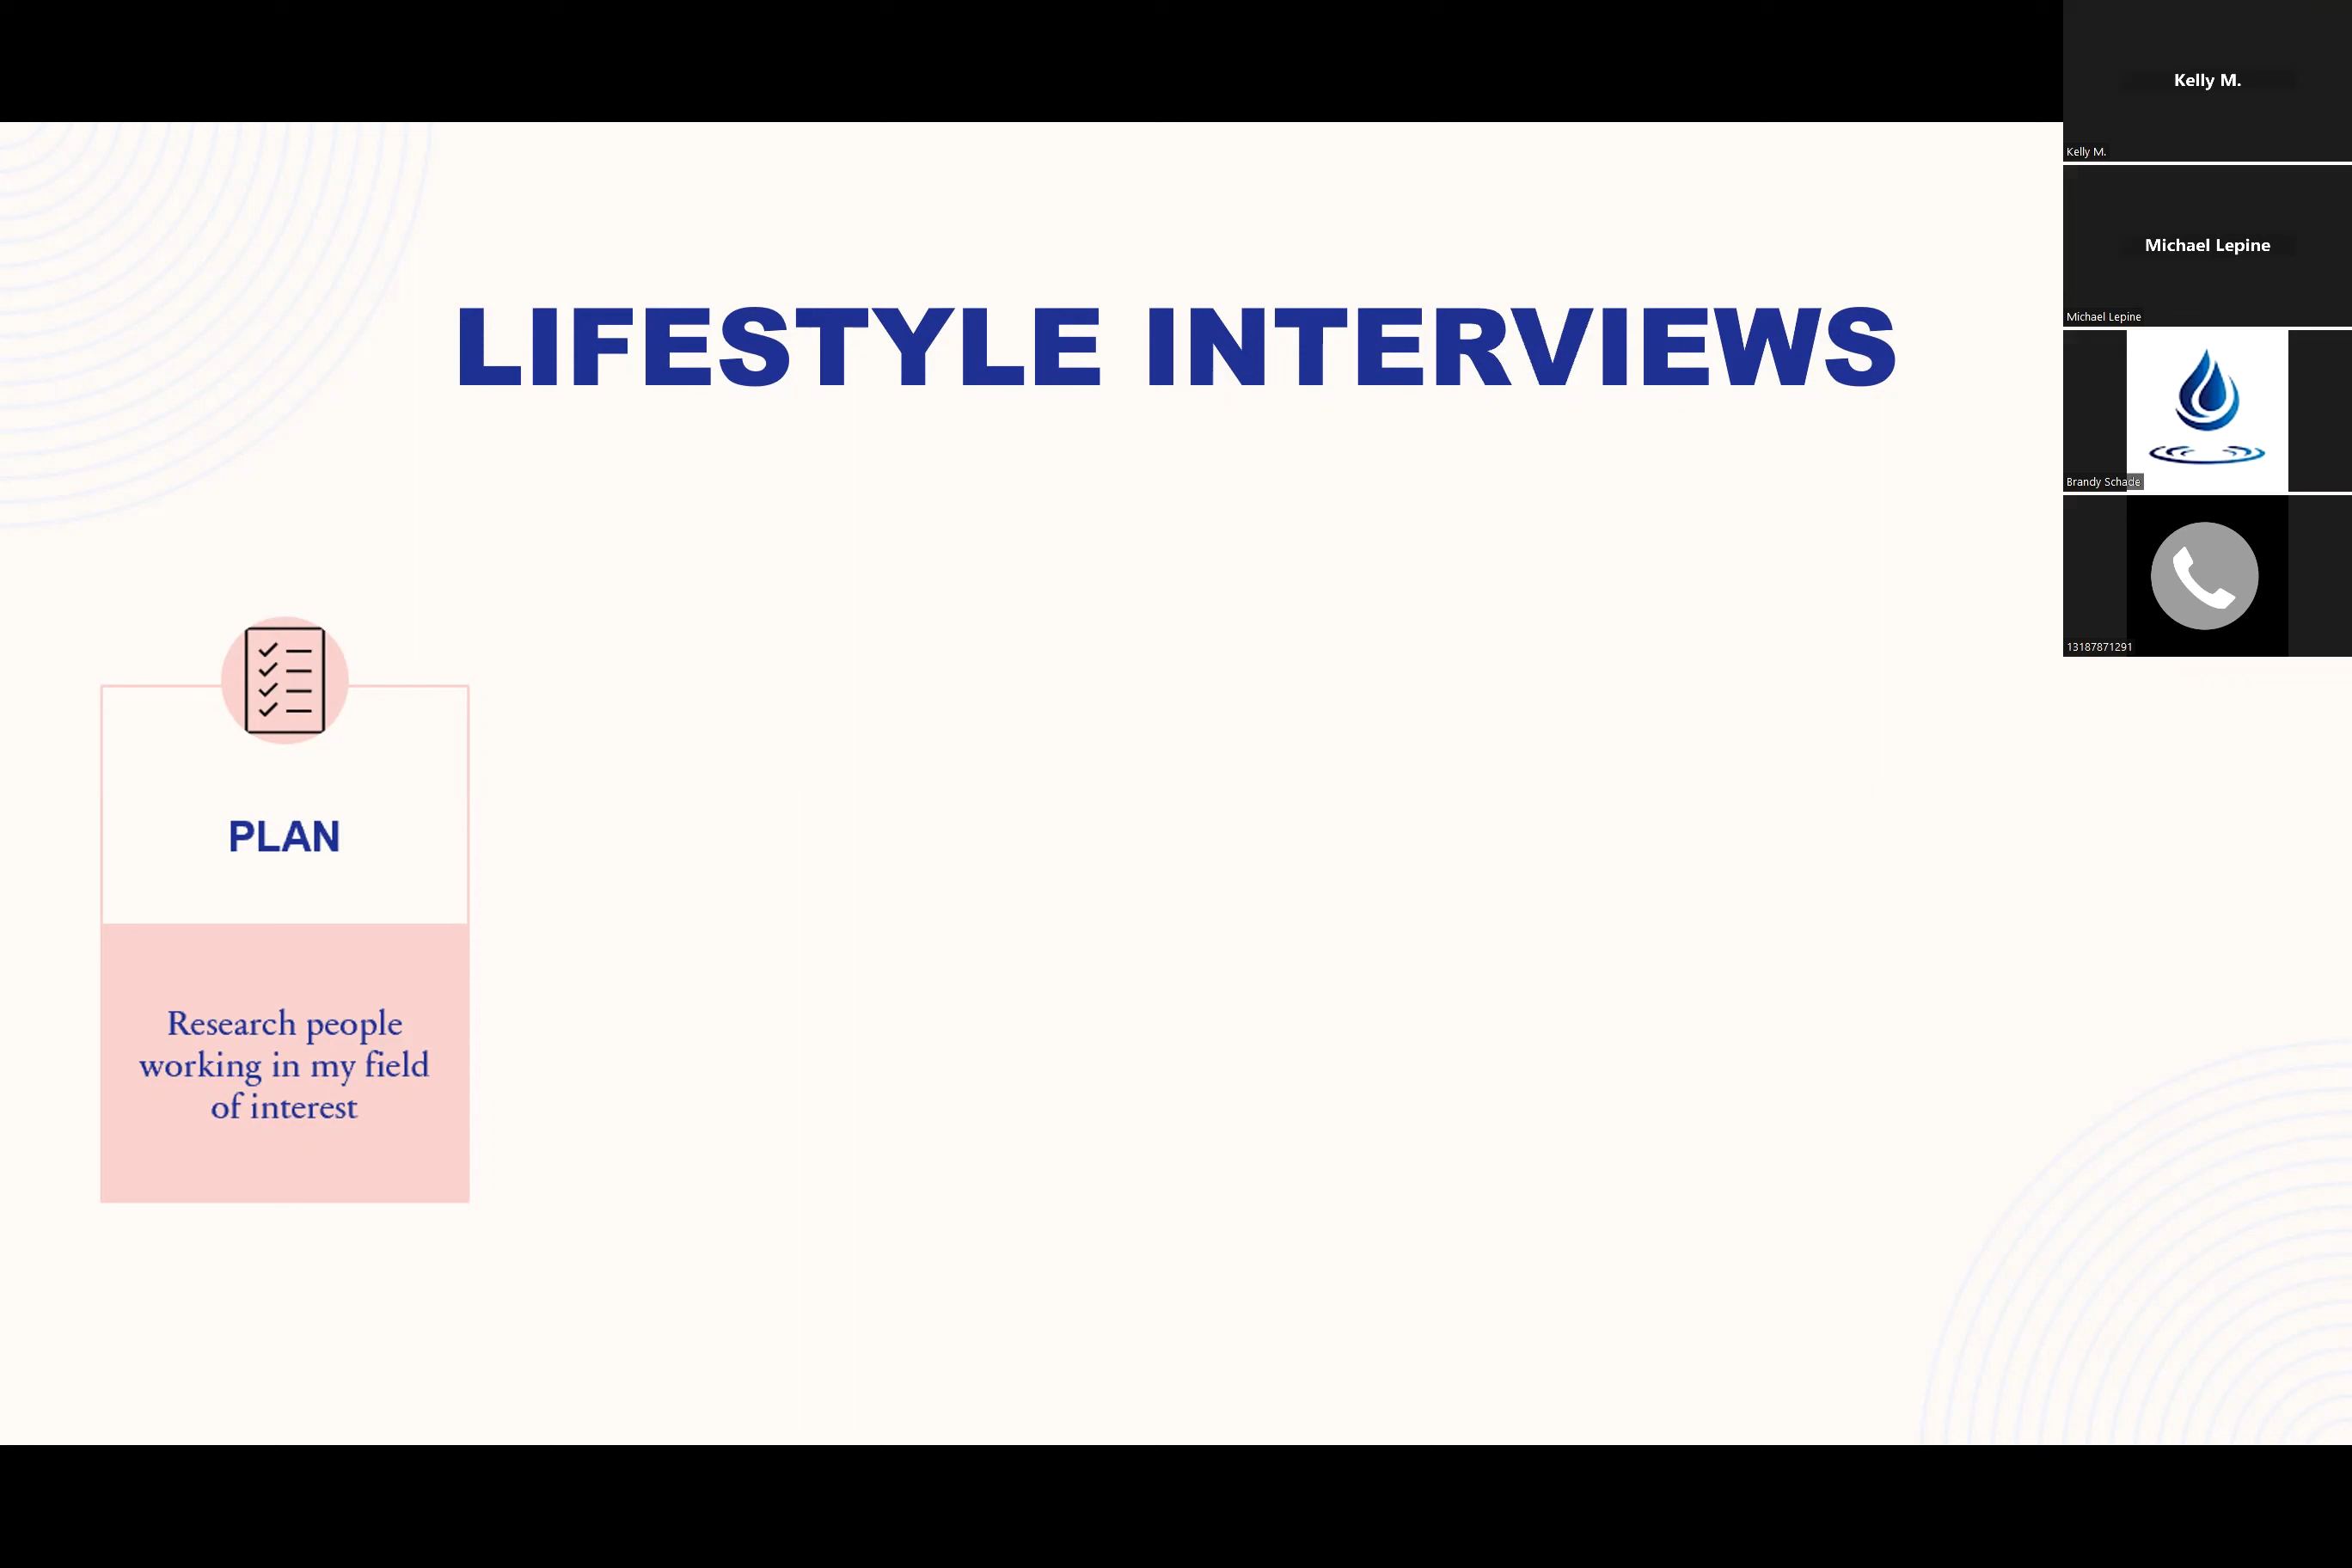 LIFESTYLE INTERVIEWS
PLAN
Research people
working in my field
of interest
Kelly M.
Kelly M.
Michael Lepine
Michael Lepine
Brandy Schade
13187871291